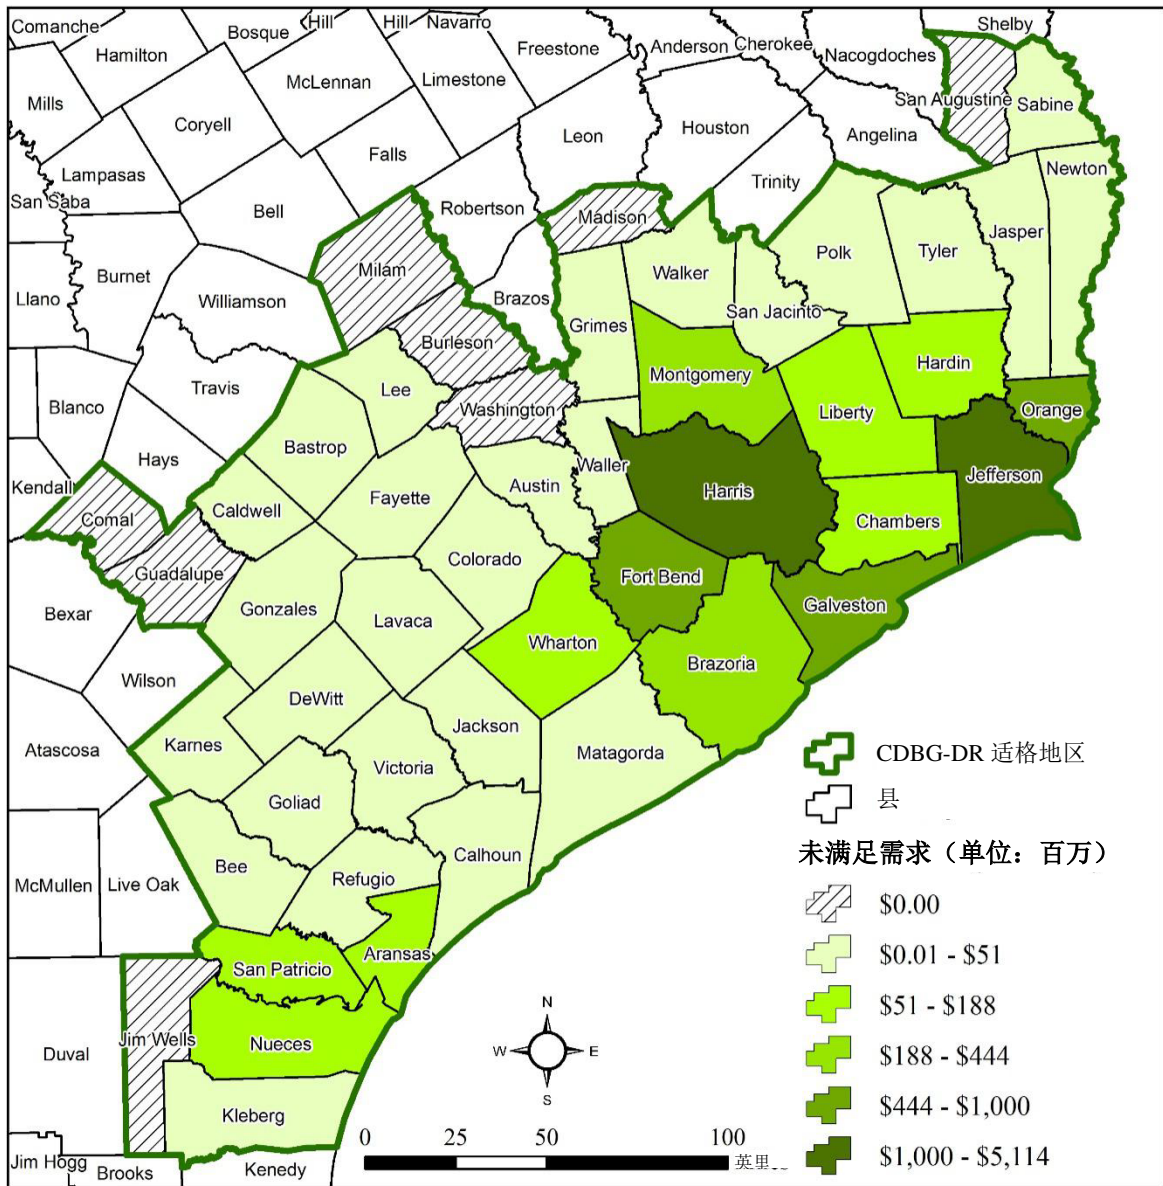 Comanche
Hamilton
Bosque
Hill
Hill
Navarro
Freestone
Anderson
Cherokee
Nacogdoches
Shelby
Mills
Coryell
McLennan
Limestone
Leon
Houston
Angelina
San Augustine
Sabine
Lampasas
San Saba
Bell
Falls
Robertson
Madison
Trinity
Newton
Jasper
Tyler
Polk
Walker
San Jacinto
Burnet
Llano
Williamson
Milam
Brazos
Grimes
Burleson
Travis
Blanco
Lee
Washington
Montgomery
Hardin
Liberty
Orange
Hays
Kendall
Bastrop
Waller
Harris
Jefferson
Comal
Caldwell
Fayette
Austin
Chambers
Guadalupe
Colorado
Fort Bend
Galveston
Bexar
Gonzales
Lavaca
Wharton
Brazoria
Wilson
DeWitt
Atascosa
Karnes
Jackson
Victoria
Matagorda
Goliad
McMullen
Live Oak
Bee
Refugio
Calhoun
Aransas
San Patricio
Duval
Jim Wells
Nueces
Kleberg
Jim Hogg
Brooks
Kenedy
N
W
E
S
0
25
50
100
英里
CDBG-DR 适格地区
县
未满足需求（单位：百万）
$0.00
$0.01 - $51
$51 - $188
$188 - $444
$444 - $1,000
$1,000 - $5,114